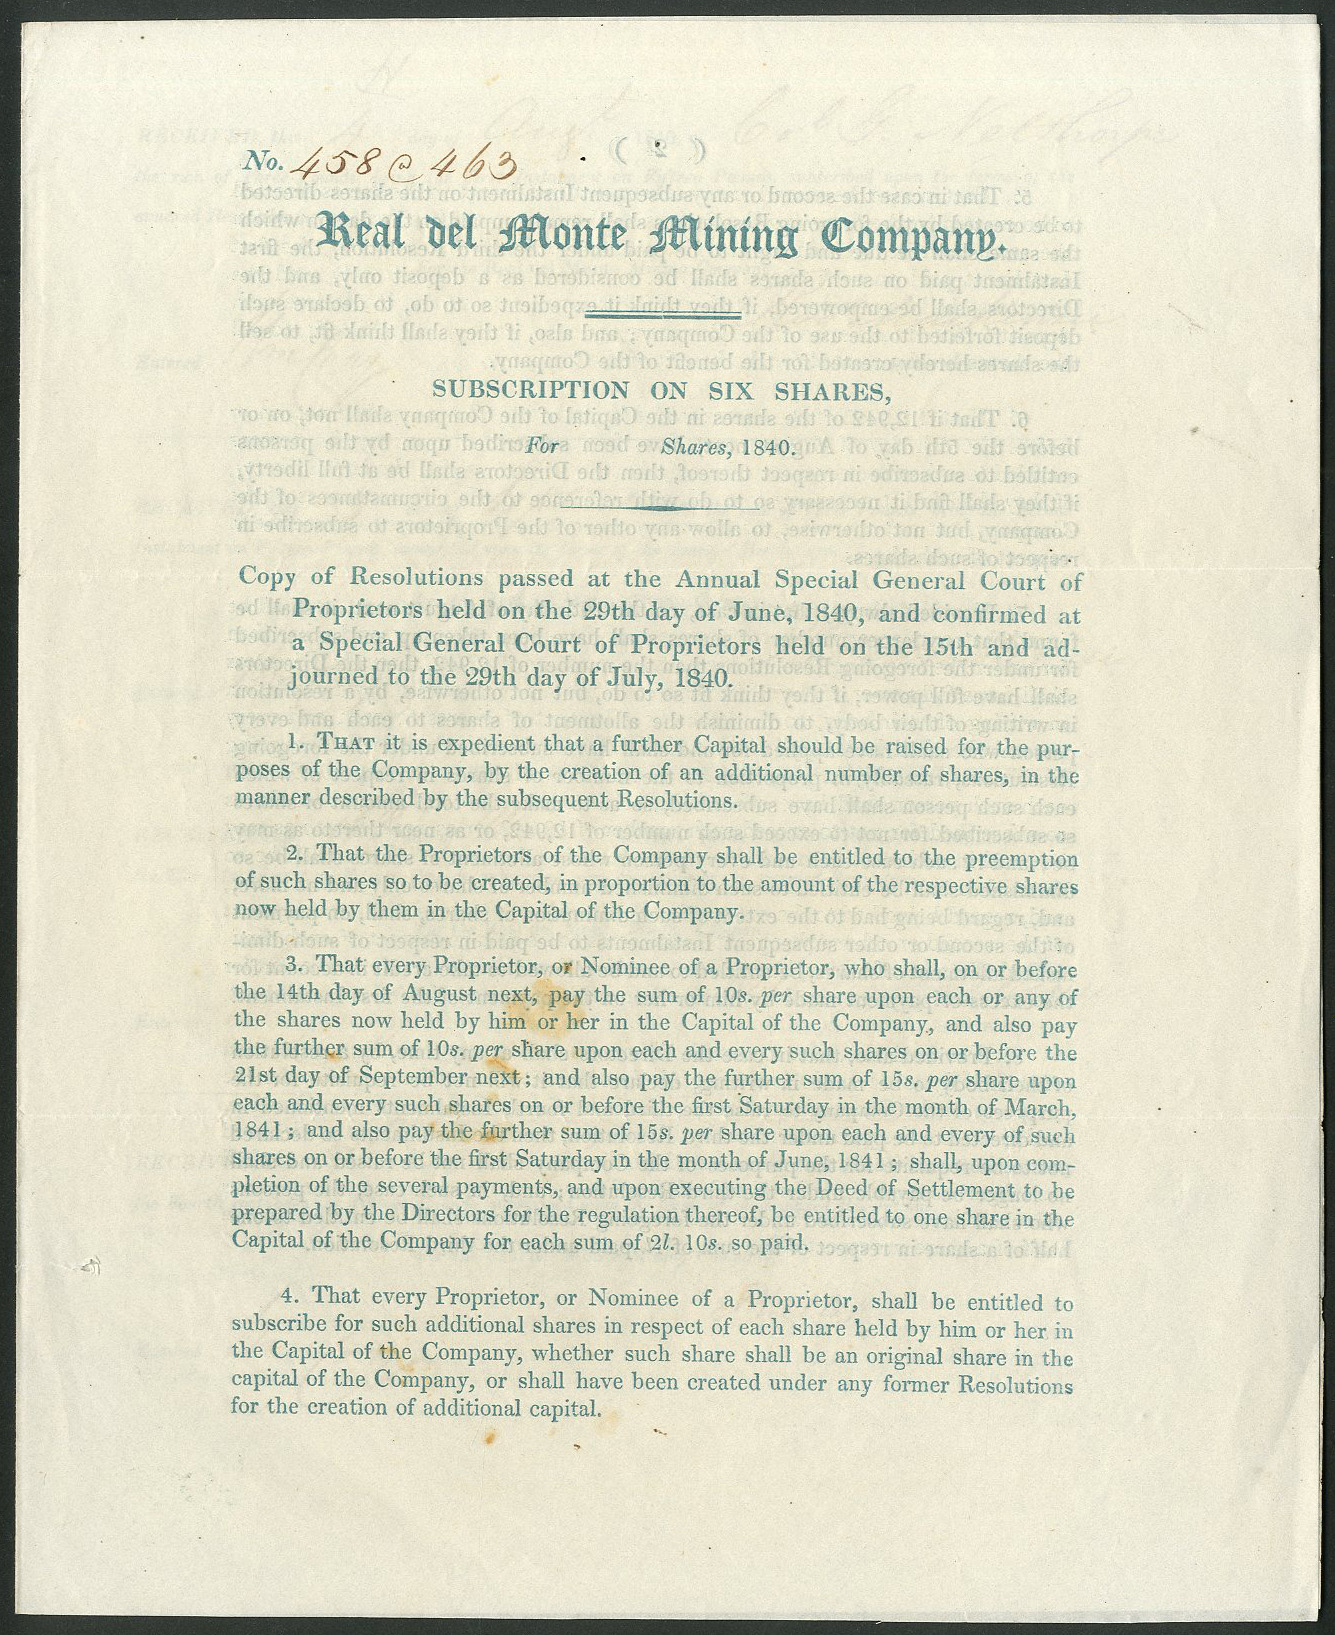 No. 458 @ 463
Real del Monte Mining Company.
SUBSCRIPTION ON SIX SHARES,
For Shares, 1840.
Copy of Resolutions passed at the Annual Special General Court of
Proprietors held on the 29th day of June, 1840, and confirmed at
a Special General Court of Proprietors held on the 15th and ad-
journed to the 29th day of July, 1840.
1. THAT it is expedient that a further Capital should be raised for the pur-
poses of the Company, by the creation of an additional number of shares, in the
manner described by the subsequent Resolutions.
2. That the Proprietors of the Company shall be entitled to the preemption
of such shares so to be created, in proportion to the amount of the respective shares
now held by them in the Capital of the Company.
3. That every Proprietor, or Nominee of a Proprietor, who shall, on or before
the 14th day of August next, pay the sum of 10s. per share upon each or any of
the shares now held by him or her in the Capital of the Company, and also pay
the further sum of 10s. per share upon each and every such shares on or before the
21st day of September next; and also pay the further sum of 15s. per share upon
each and every such shares on or before the first Saturday in the month of March,
1841; and also pay the further sum of 15s. per share upon each and every of such
shares on or before the first Saturday in the month of June, 1841; shall, upon com-
pletion of the several payments, and upon executing the Deed of Settlement to be
prepared by the Directors for the regulation thereof, be entitled to one share in the
Capital of the Company for each sum of 2l. 10s. so paid.
4. That every Proprietor, or Nominee of a Proprietor, shall be entitled to
subscribe for such additional shares in respect of each share held by him or her in
the Capital of the Company, whether such share shall be an original share in the
capital of the Company, or shall have been created under any former Resolutions
for the creation of additional capital.